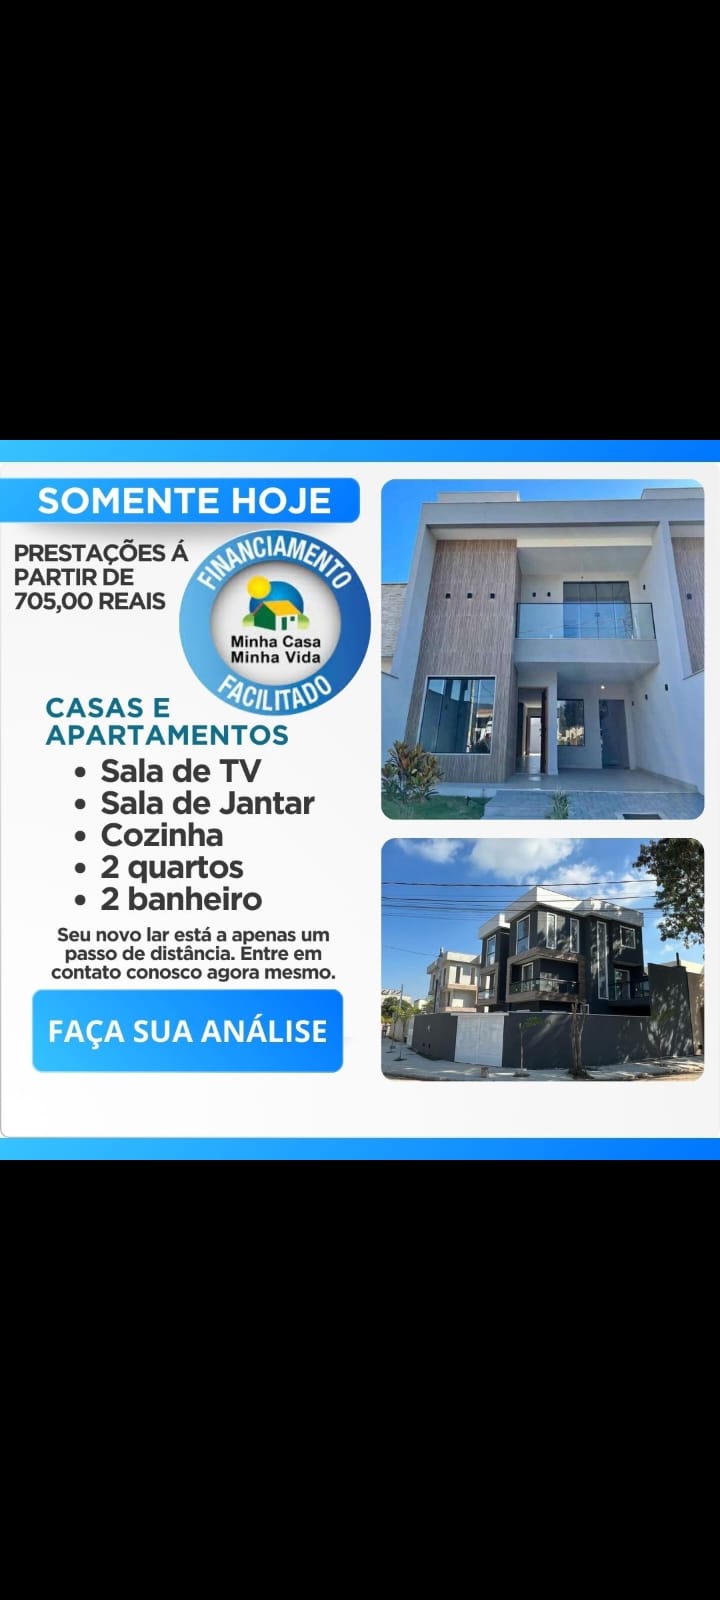 SOMENTE HOJE
PRESTAÇÕES Á
PARTIR DE
705,00 REAIS
FINANCIAMENTO
Minha Casa
Minha Vida
FACILITADO
CASAS E
APARTAMENTOS
• Sala de TV
• Sala de Jantar
• Cozinha
• 2 quartos
• 2 banheiro
Seu novo lar está a apenas um
passo de distância. Entre em
contato conosco agora mesmo.
FAÇA SUA ANÁLISE